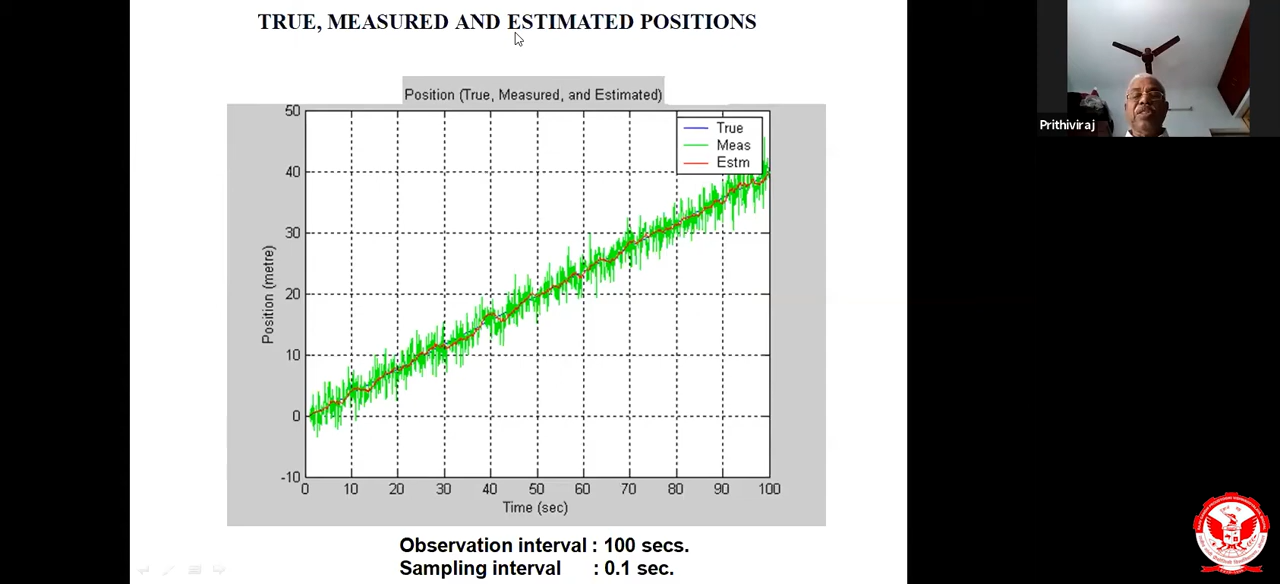 TRUE, MEASURED AND ESTIMATED POSITIONS
Position (True, Measured, and Estimated)
True
Meas
Estm
50
40
30
20
10
0
-10
Position (metre)
0 10 20 30 40 50 60 70 80 90 100
Time (sec)
Observation interval : 100 secs.
Sampling interval : 0.1 sec.
Prithiviraj